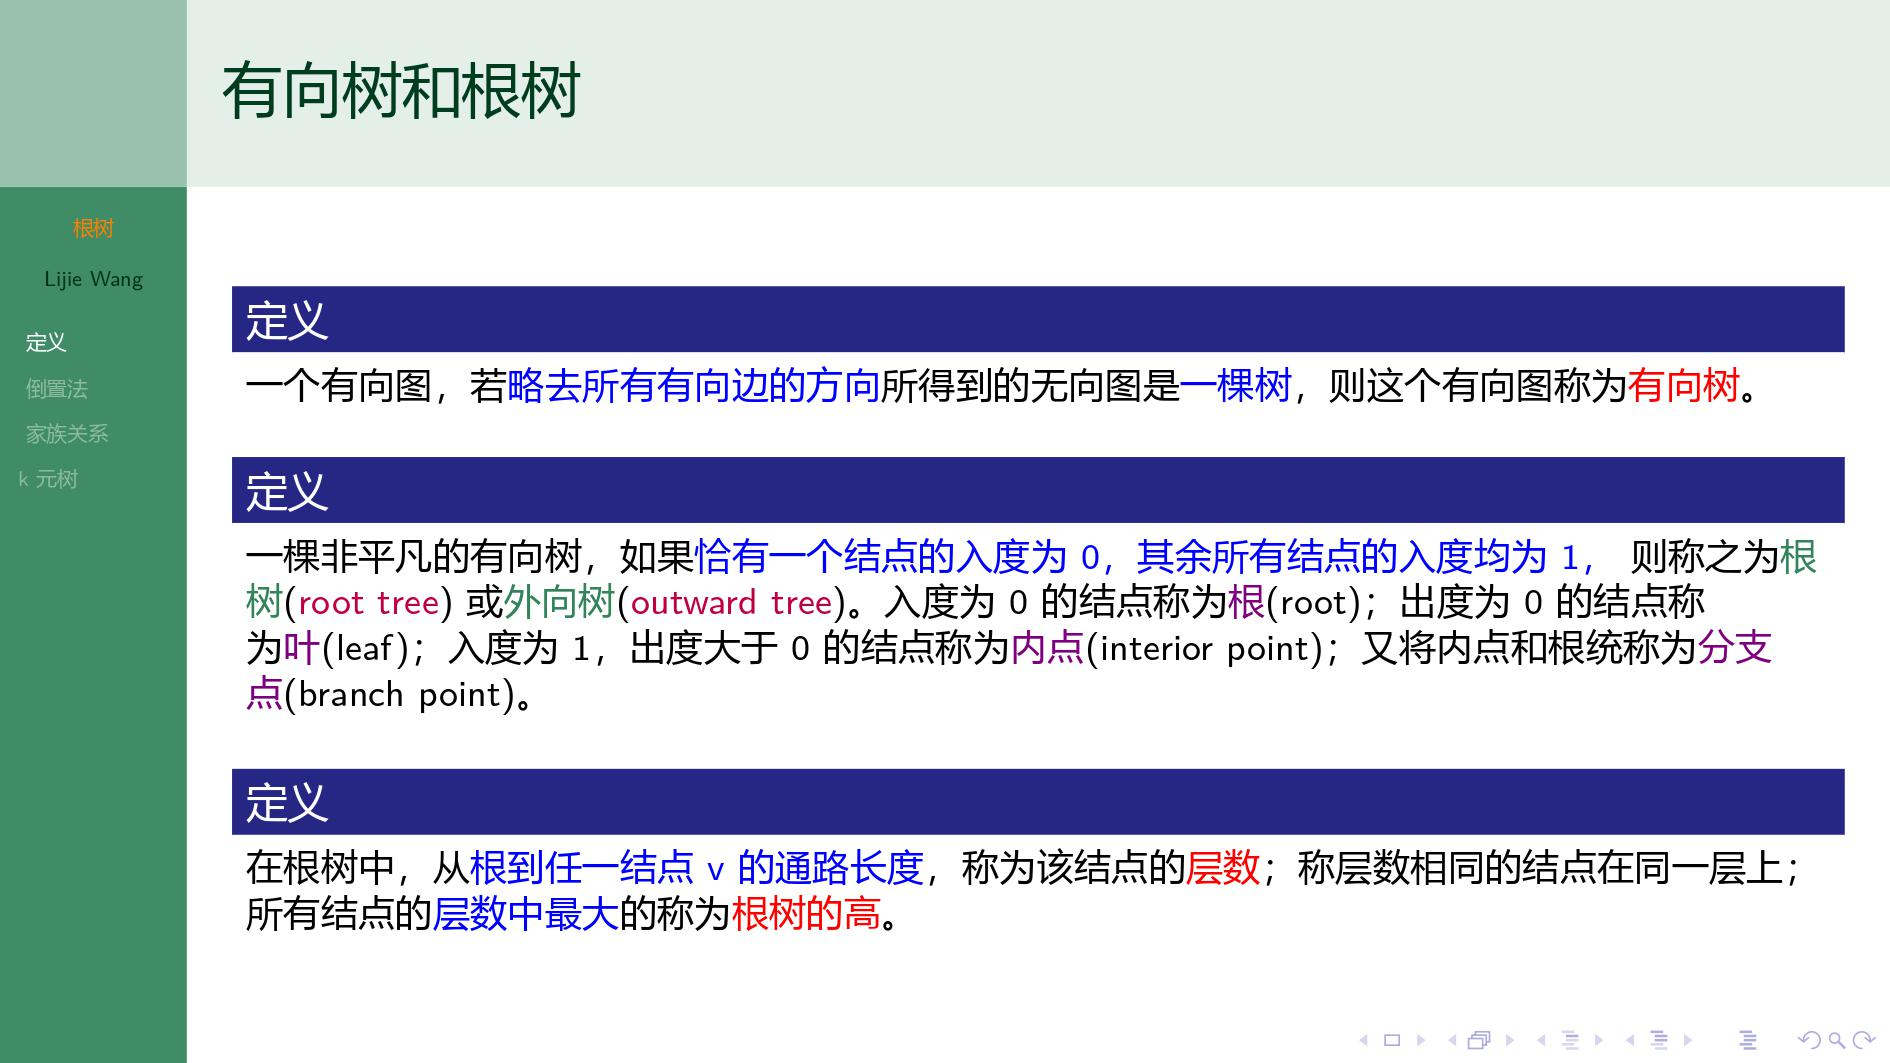 有向树和根树
根树
Lijie Wang
定义
倒置法
家族关系
k 元树
定义
一个有向图，若略去所有有向边的方向所得到的无向图是一棵树，则这个有向图称为有向树。
定义
一棵非平凡的有向树，如果恰有一个结点的入度为 0，其余所有结点的入度均为 1， 则称之为根
树(root tree) 或外向树(outward tree)。入度为 0 的结点称为根(root)；出度为 0 的结点称
为叶(leaf)；入度为 1，出度大于 0 的结点称为内点(interior point)；又将内点和根统称为分支
点(branch point)。
定义
在根树中，从根到任一结点 v 的通路长度，称为该结点的层数；称层数相同的结点在同一层上；
所有结点的层数中最大的称为根树的高。